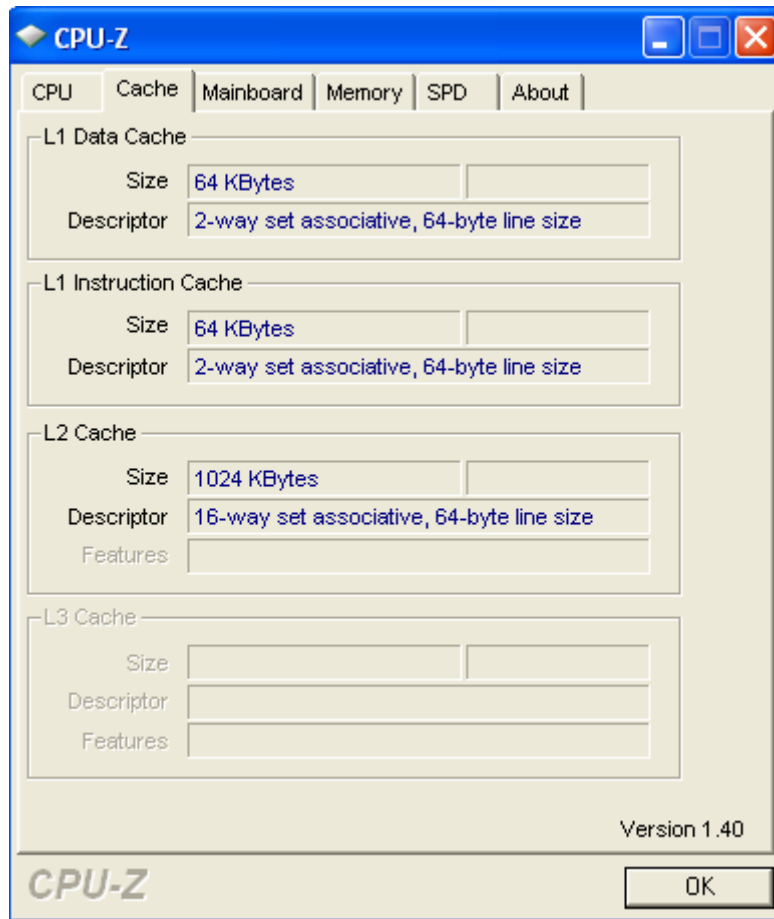 CPU-Z
CPU Cache Mainboard Memory SPD About
L1 Data Cache
Size 64 KBytes
Descriptor 2-way set associative, 64-byte line size
L1 Instruction Cache
Size 64 KBytes
Descriptor 2-way set associative, 64-byte line size
L2 Cache
Size 1024 KBytes
Descriptor 16-way set associative, 64-byte line size
Features
L3 Cache
Size
Descriptor
Features
Version 1.40
CPU-Z OK